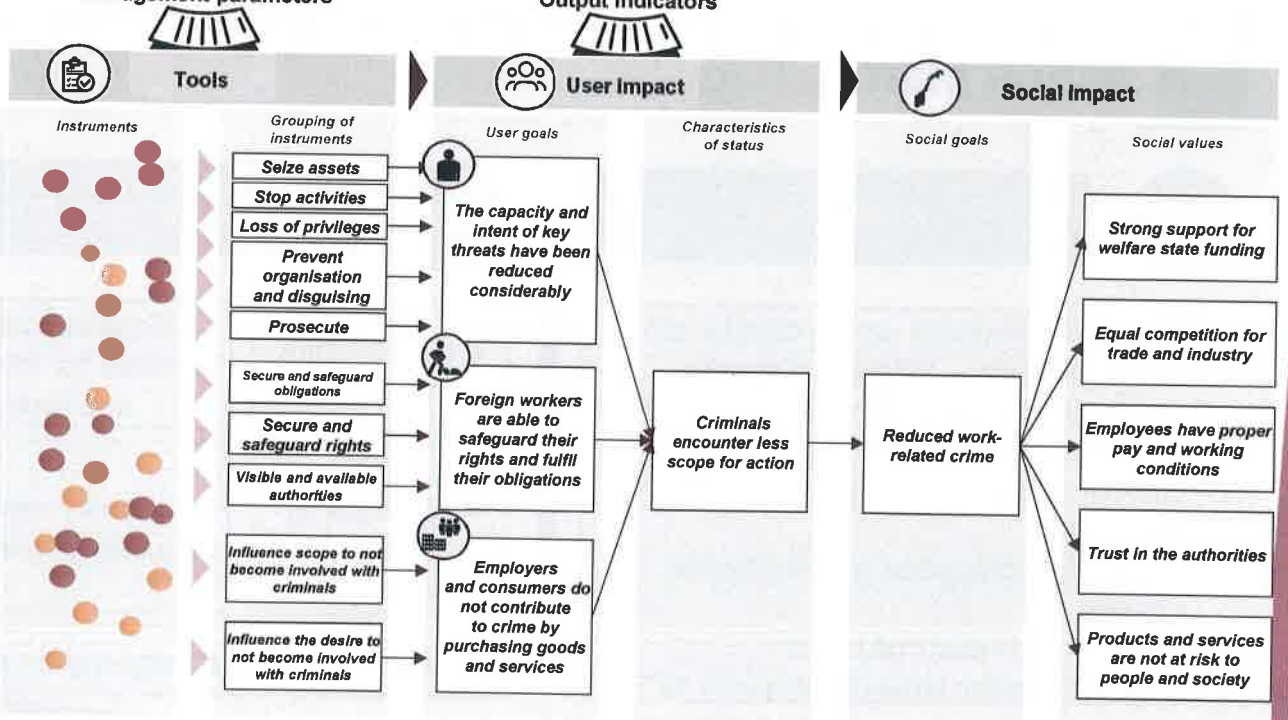 parameters
Output indicators
Tools
User impact
Social impact
Instruments
Grouping of
instruments
User goals
Characteristics
of status
Social goals
Social values
Seize assets
Stop activities
Loss of privileges
Prevent
organisation
and disguising
Prosecute
Secure and safeguard
obligations
Secure and
safeguard rights
Visible and available
authorities
Influence scope to not
become involved with
criminals
Influence the desire to
not become involved
with criminals
The capacity and
intent of key
threats have been
reduced
considerably
Foreign workers
are able to
safeguard their
rights and fulfil
their obligations
Employers
and consumers do
not contribute
to crime by
purchasing goods
and services
Criminals
encounter less
scope for action
Reduced work-
related crime
Strong support for
welfare state funding
Equal competition for
trade and industry
Employees have proper
pay and working
conditions
Trust in the authorities
Products and services
are not at risk to
people and society